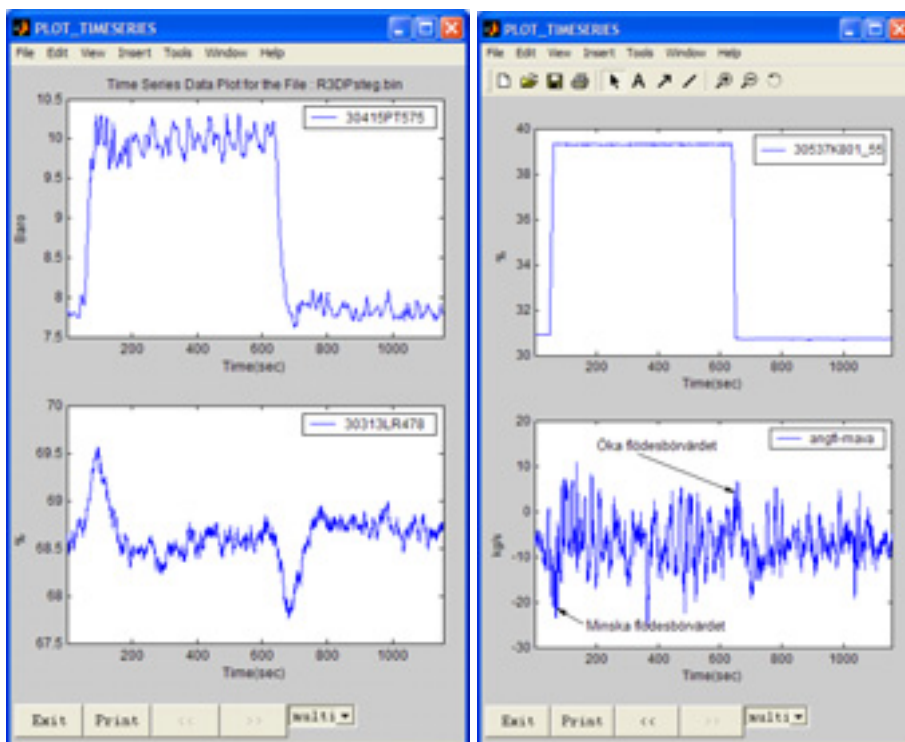 PLOT_TIMESERIES
File Edit View Insert Tools Window Help
Time Series Data Plot for the File : R3DPsteg.bin
10.5
10
9.5
9
8.5
8
7.5
Bars
30415PT575
200 400 600 800 1000
Time(sec)
70
69.5
69
68.5
68
67.5
%
30313LR478
200 400 600 800 1000
Time(sec)
Exit Print << >> multi
PLOT_TIMESERIES
File Edit View Insert Tools Window Help
A
40
38
36
34
32
30
%
30537K801_55
200 400 600 800 1000
Time(sec)
20
10
0
-10
-20
-30
kg/s
angfl-mava
Öka flödesbörvärdet
Minska flödesbörvärdet
200 400 600 800 1000
Time(sec)
Exit Print << >> multi